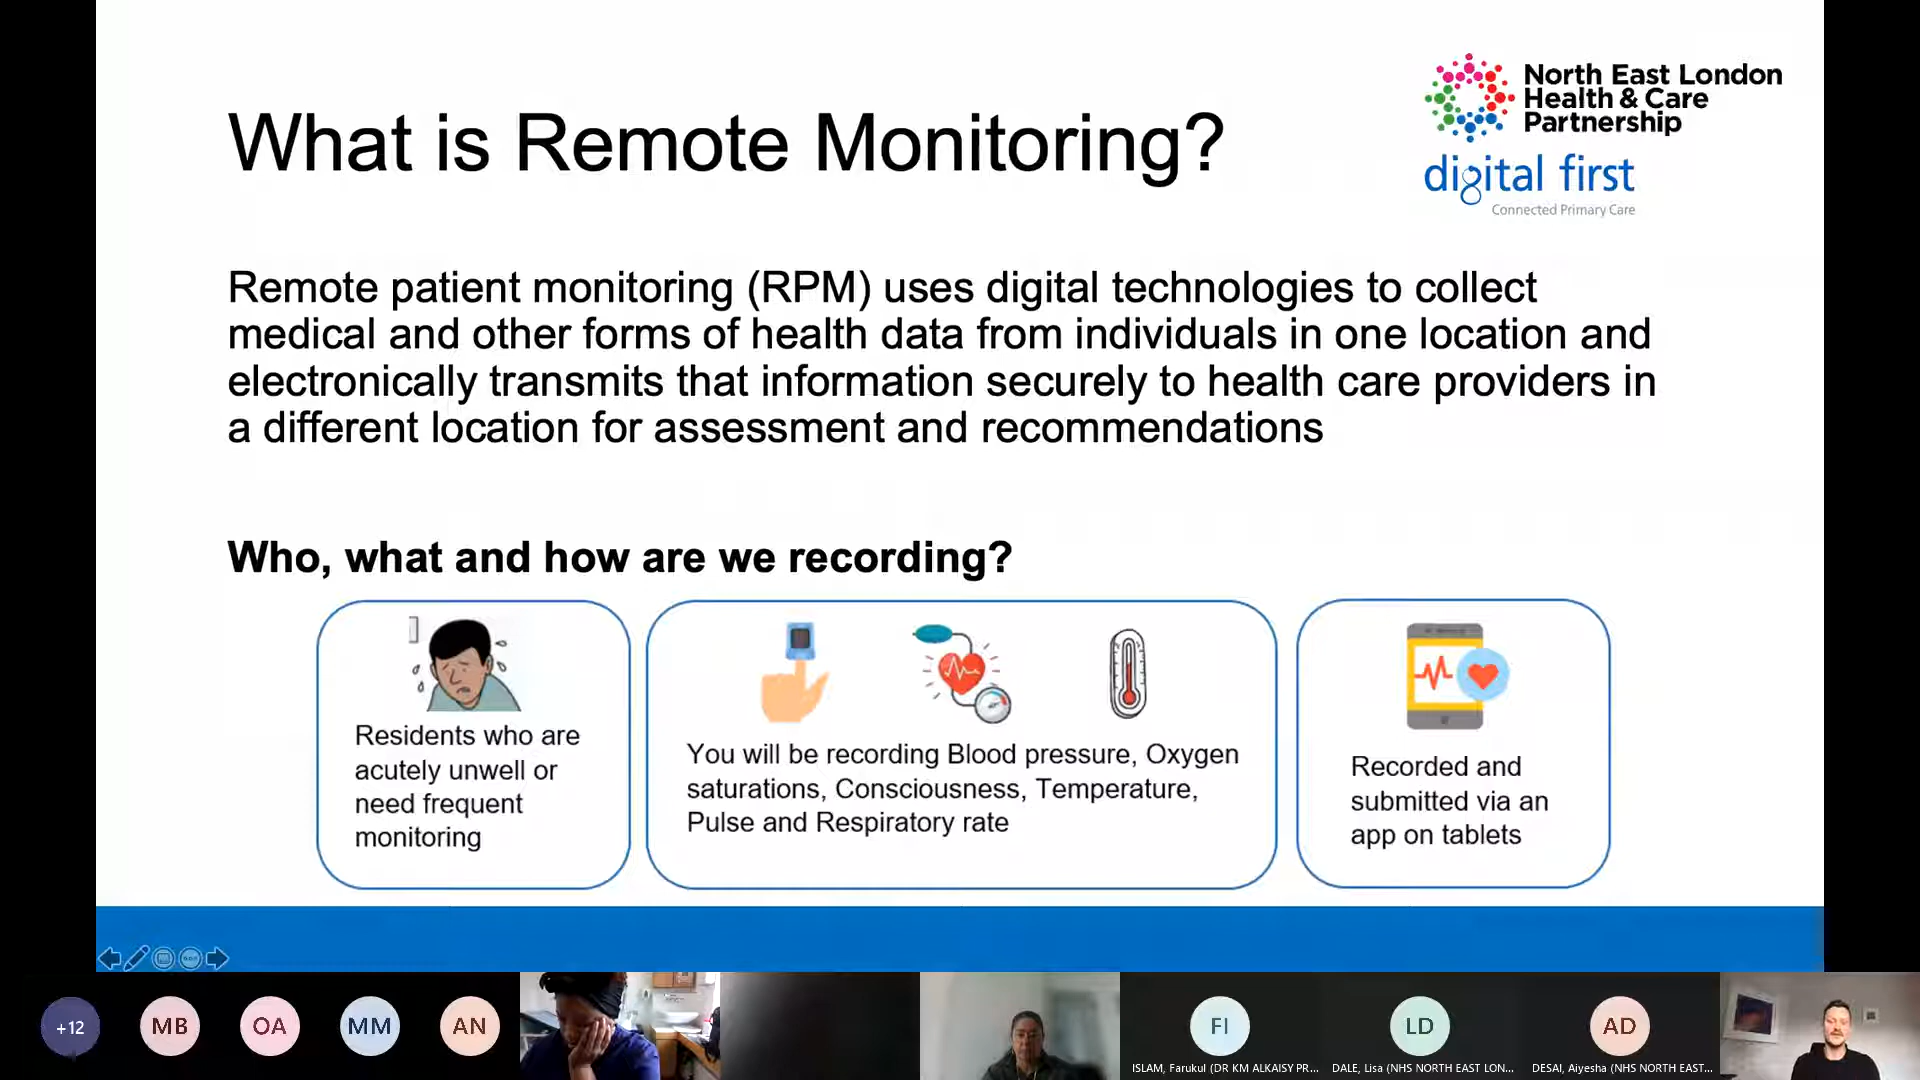 What is Remote Monitoring?
North East London
Health & Care
Partnership
digital first
Connected Primary Care
Remote patient monitoring (RPM) uses digital technologies to collect
medical and other forms of health data from individuals in one location and
electronically transmits that information securely to health care providers in
a different location for assessment and recommendations
Who, what and how are we recording?
Residents who are
acutely unwell or
need frequent
monitoring
You will be recording Blood pressure, Oxygen
saturations, Consciousness, Temperature,
Pulse and Respiratory rate
Recorded and
submitted via an
app on tablets
+12
MB
OA
MM
AN
FI
LD
AD
ISLAM, Farukul (DR KM ALKAISY PR...
DALE, Lisa (NHS NORTH EAST LON...
DESAI, Aiyesha (NHS NORTH EAST...